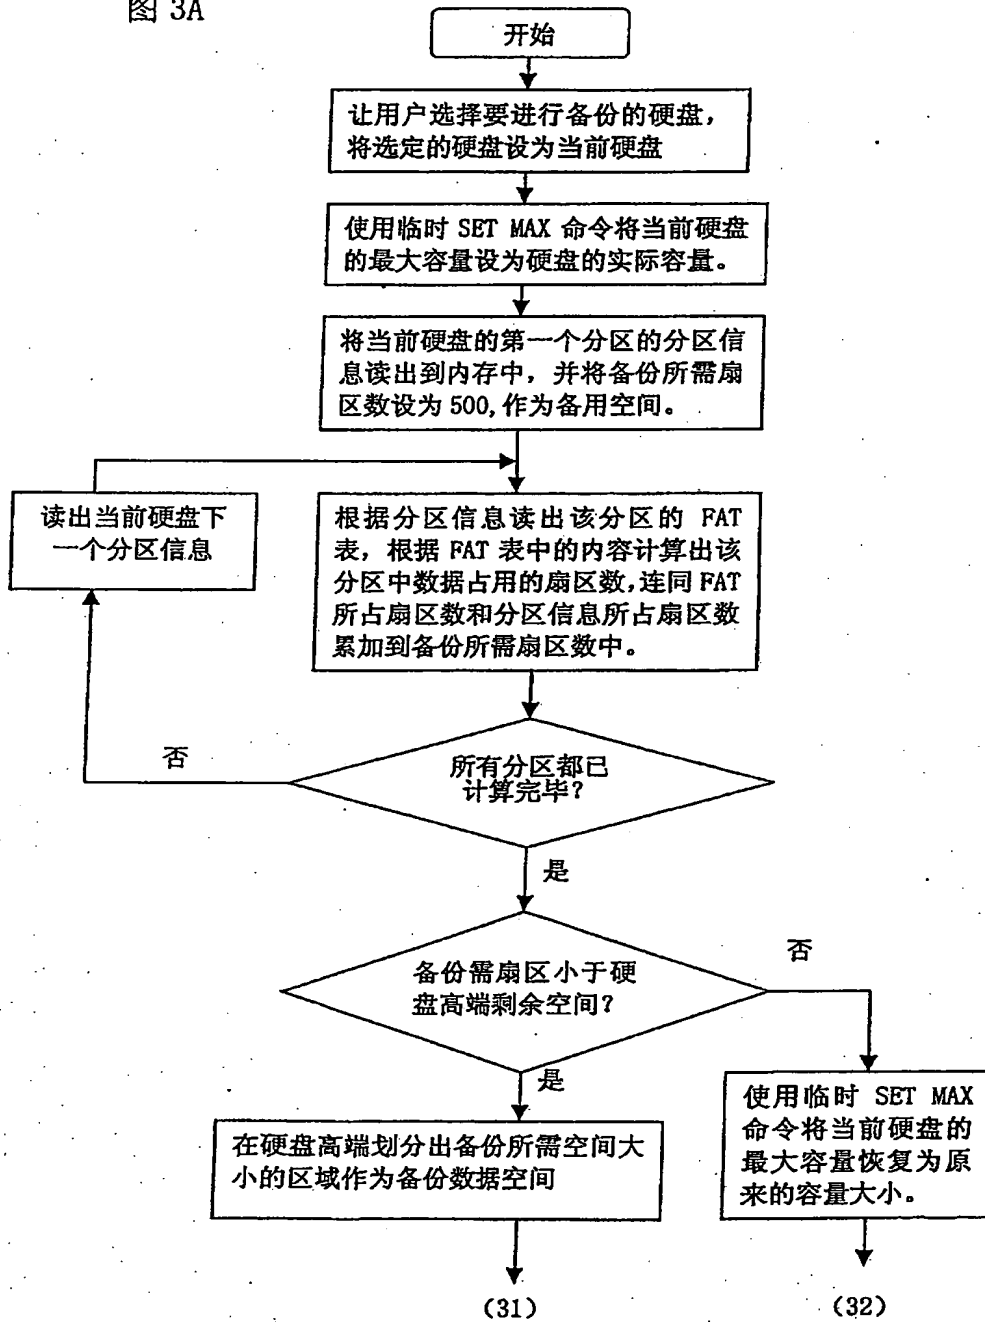 图 3A
开始
让用户选择要进行备份的硬盘，
将选定的硬盘设为当前硬盘
使用临时 SET MAX 命令将当前硬盘
的最大容量设为硬盘的实际容量。
将当前硬盘的第一个分区的分区信
息读出到内存中，并将备份所需扇
区数设为 500,作为备用空间。
读出当前硬盘下
一个分区信息
根据分区信息读出该分区的 FAT
表，根据 FAT 表中的内容计算出该
分区中数据占用的扇区数,连同 FAT
所占扇区数和分区信息所占扇区数
累加到备份所需扇区数中。
否
所有分区都已
计算完毕？
是
备份需扇区小于硬
盘高端剩余空间？
否
是
在硬盘高端划分出备份所需空间大
小的区域作为备份数据空间
使用临时 SET MAX
命令将当前硬盘的
最大容量恢复为原
来的容量大小。
（31）
（32）